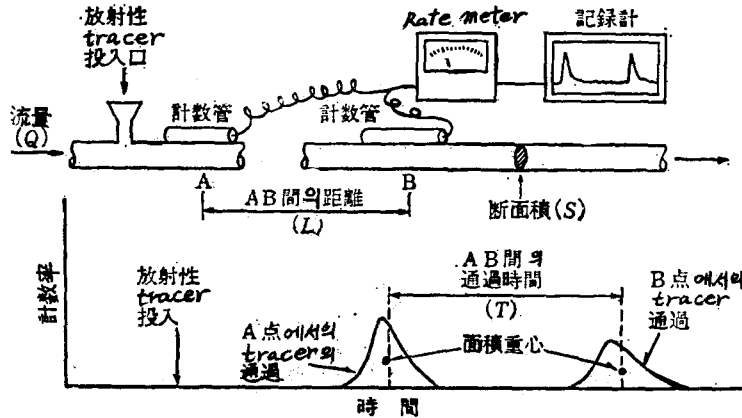 放射性
tracer
投入口
Rate meter
記録計
流量
(Q)
計数管
計数管
A
B
AB間의距離
(L)
断面積(S)
計数率
放射性
tracer
投入
A点에서의
tracer의
通過
AB間의
通過時間
(T)
面積重心
B点에서의
tracer
通過
時間